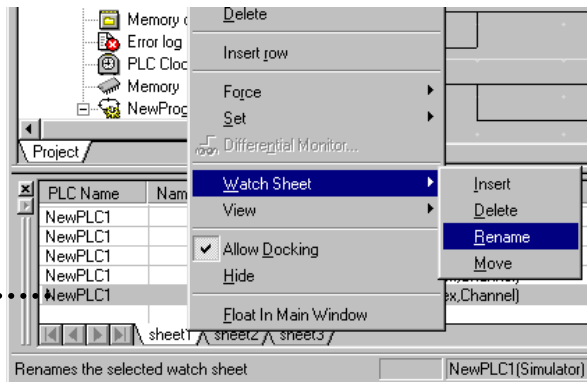 Memory
Error log
PLC Cloc
Memory
NewProg
Project
Delete
Insert row
Force
Set
Differential Monitor...
Watch Sheet
View
Allow Docking
Hide
Float In Main Window
Insert
Delete
Rename
Move
PLC Name Nam
NewPLC1
NewPLC1
NewPLC1
NewPLC1
NewPLC1 ex,Channel)
sheet1 sheet2 sheet3
Renames the selected watch sheet NewPLC1(Simulator)